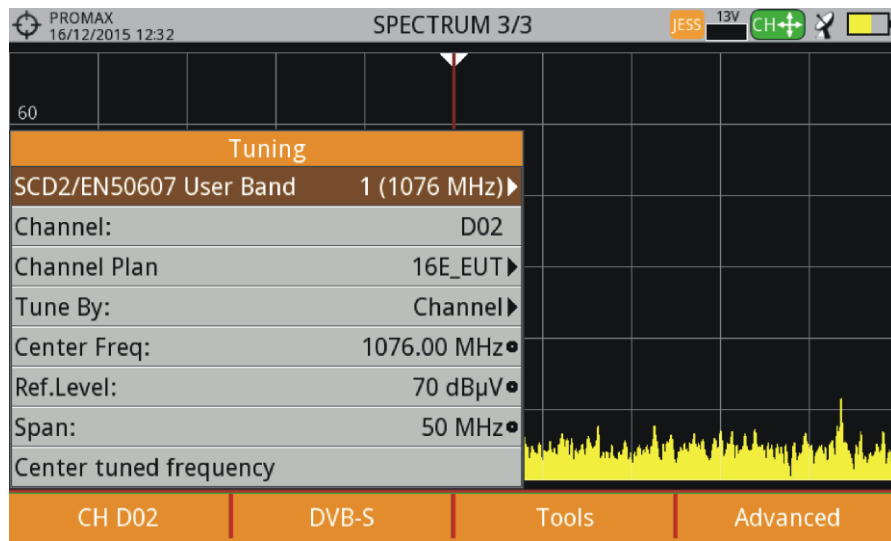 PROMAX
16/12/2015 12:32
SPECTRUM 3/3
JESS
13V
CH
60
Tuning
SCD2/EN50607 User Band 1 (1076 MHz)
Channel: D02
Channel Plan 16E_EUT
Tune By: Channel
Center Freq: 1076.00 MHz
Ref.Level: 70 dBµV
Span: 50 MHz
Center tuned frequency
CH D02 DVB-S Tools Advanced